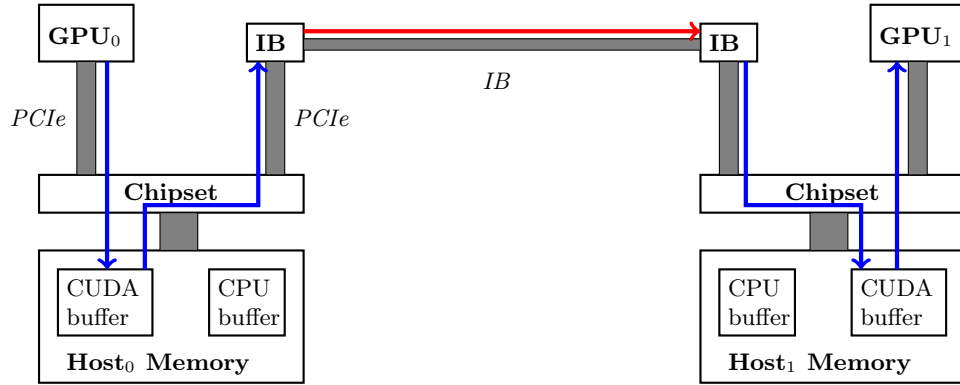 GPU₀
IB
IB
GPU₁
IB
PCIe
PCIe
Chipset
Chipset
CUDA
buffer
CPU
buffer
CPU
buffer
CUDA
buffer
Host₀ Memory
Host₁ Memory